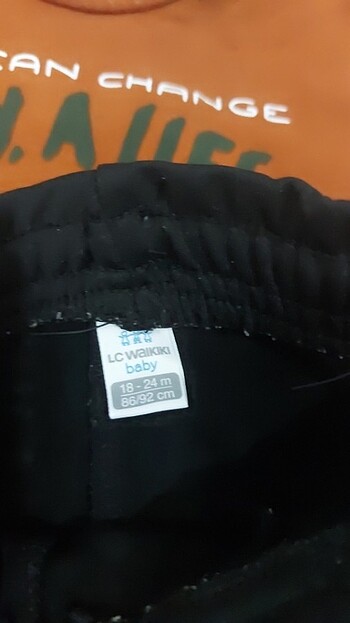 CAN CHANGE
LC WAIKIKI
baby
18 - 24 m
86/92 cm